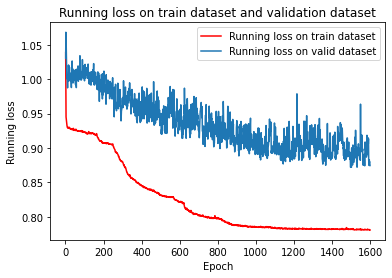 Running loss on train dataset and validation dataset
Running loss on train dataset
Running loss on valid dataset
Running loss
1.05
1.00
0.95
0.90
0.85
0.80
0 200 400 600 800 1000 1200 1400 1600
Epoch